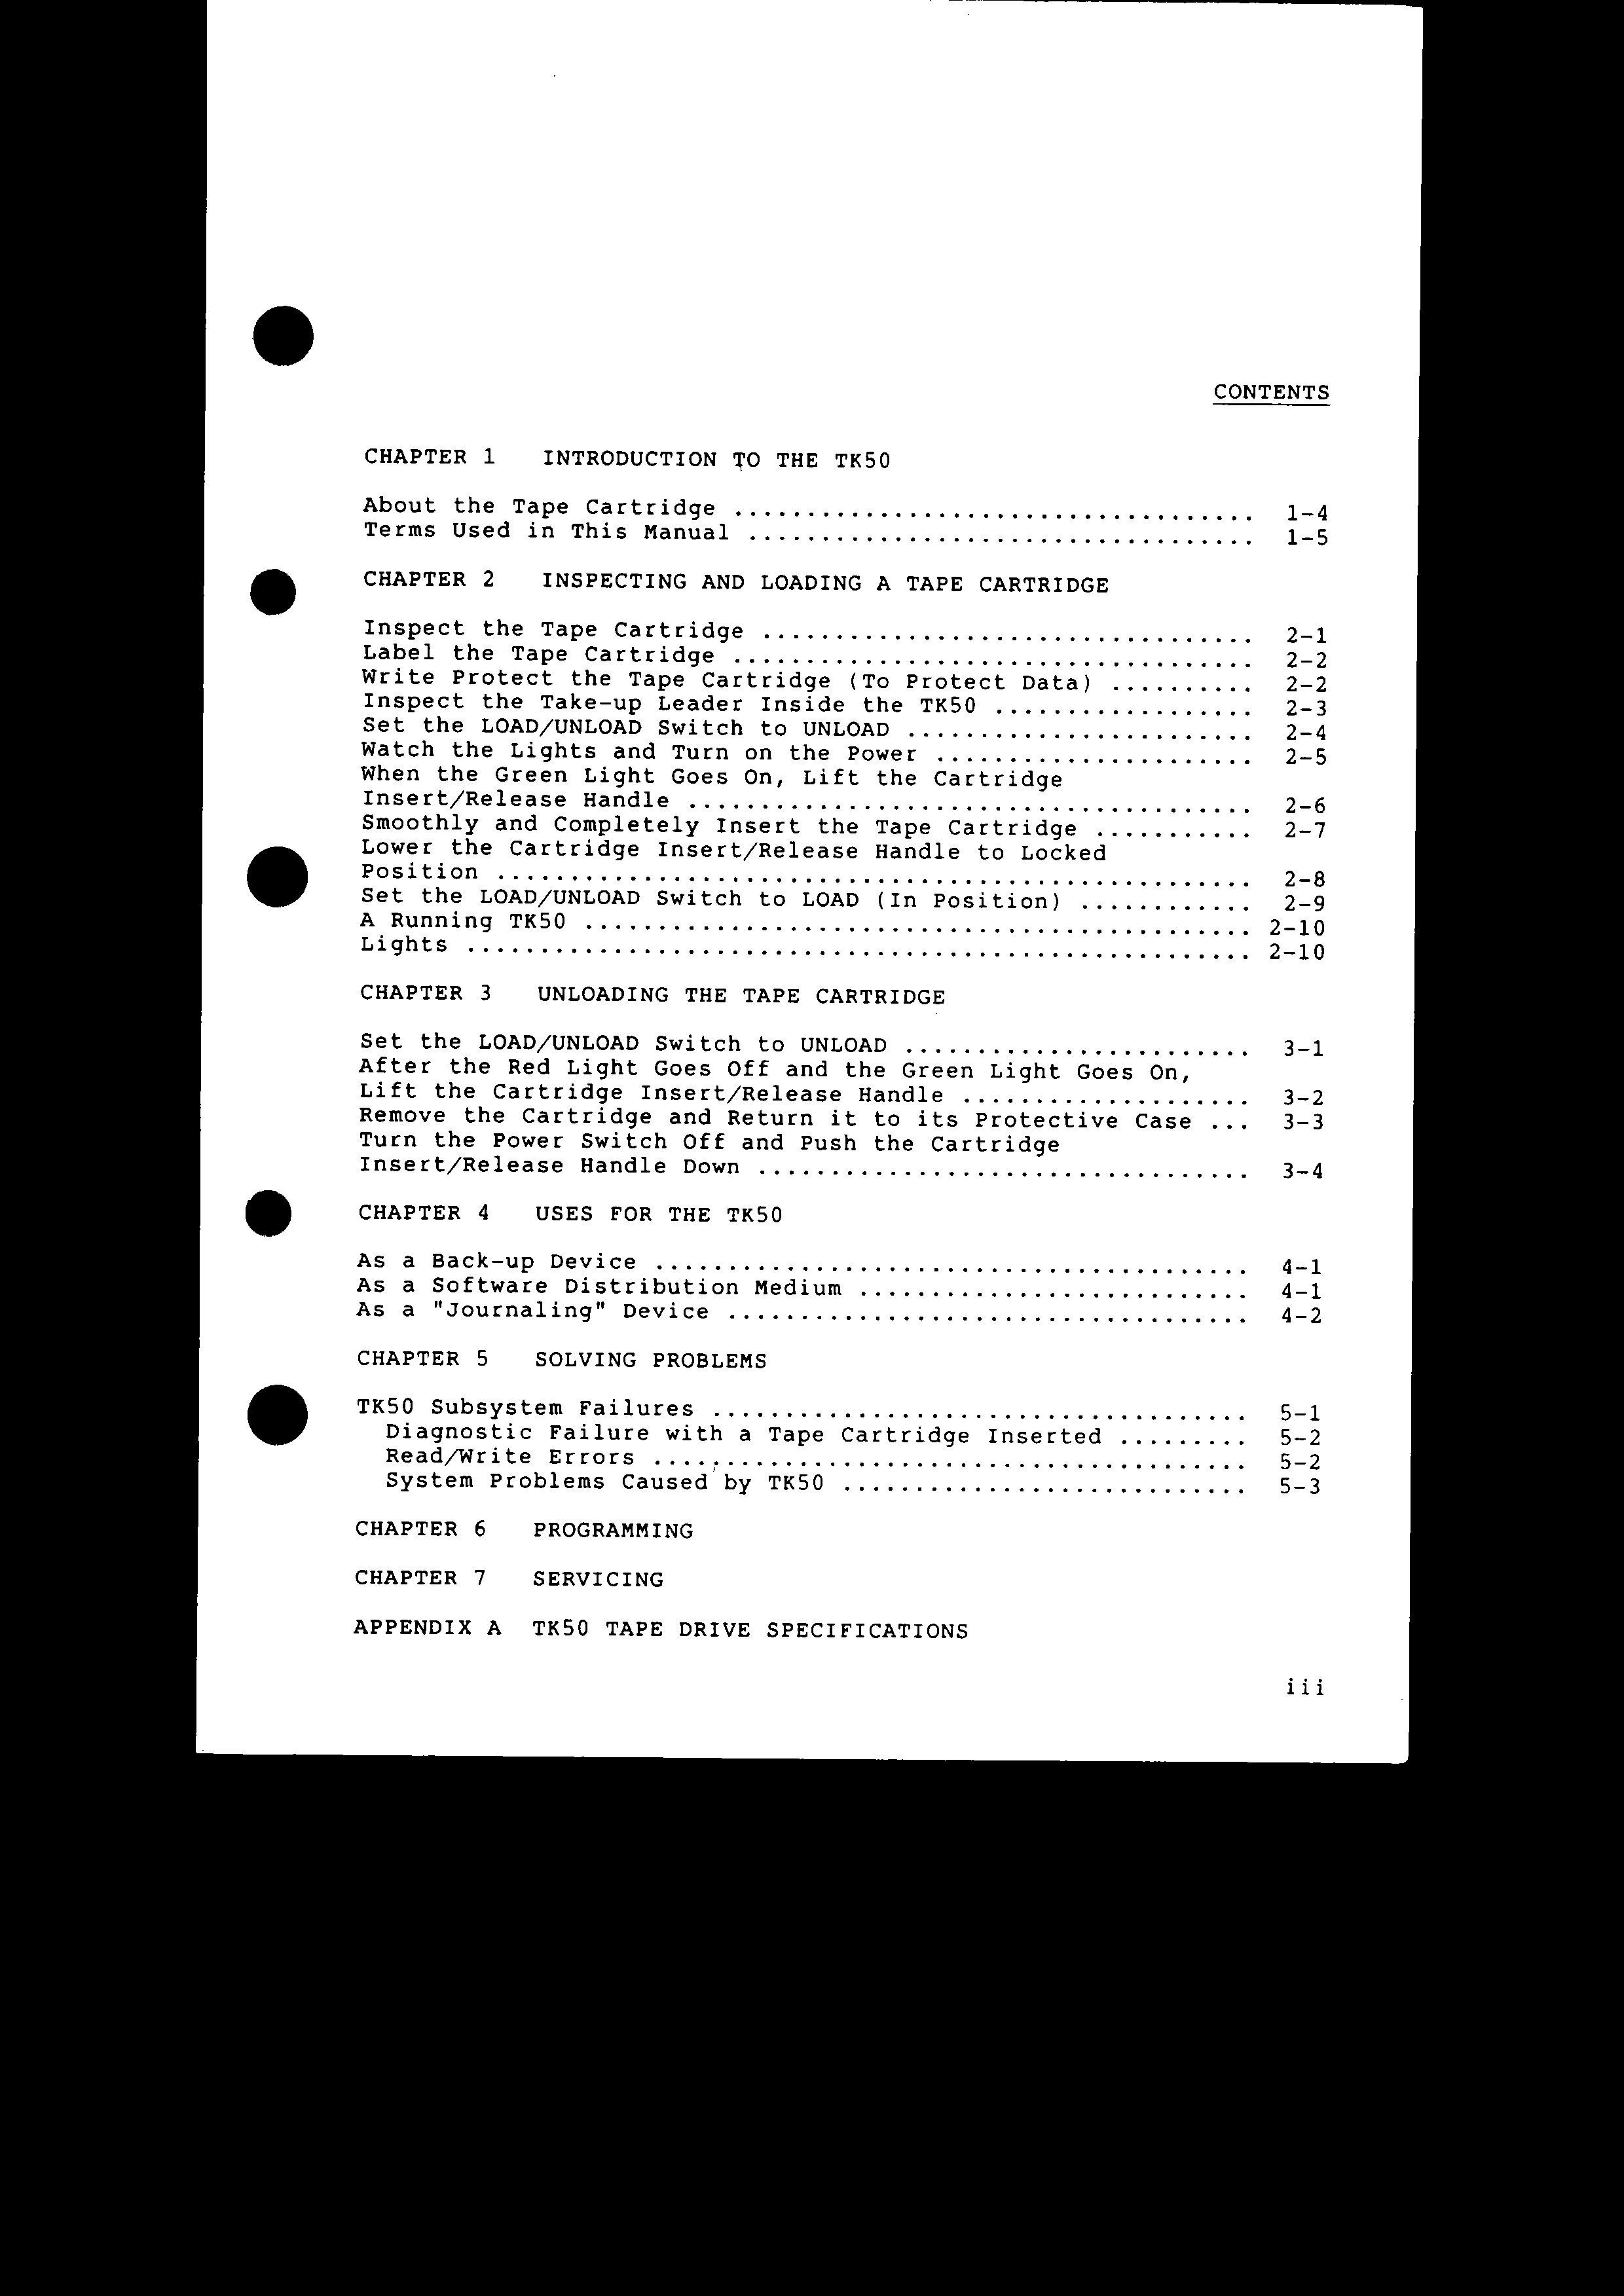 CONTENTS
CHAPTER 1 INTRODUCTION TO THE TK50
About the Tape Cartridge .................................... 1-4
Terms Used in This Manual ................................... 1-5
CHAPTER 2 INSPECTING AND LOADING A TAPE CARTRIDGE
Inspect the Tape Cartridge .................................. 2-1
Label the Tape Cartridge .................................... 2-2
Write Protect the Tape Cartridge (To Protect Data) .......... 2-2
Inspect the Take-up Leader Inside the TK50 .................. 2-3
Set the LOAD/UNLOAD Switch to UNLOAD ........................ 2-4
Watch the Lights and Turn on the Power ...................... 2-5
When the Green Light Goes On, Lift the Cartridge
Insert/Release Handle ....................................... 2-6
Smoothly and Completely Insert the Tape Cartridge ........... 2-7
Lower the Cartridge Insert/Release Handle to Locked
Position .................................................... 2-8
Set the LOAD/UNLOAD Switch to LOAD (In Position) ............ 2-9
A Running TK50 .............................................. 2-10
Lights ...................................................... 2-10
CHAPTER 3 UNLOADING THE TAPE CARTRIDGE
Set the LOAD/UNLOAD Switch to UNLOAD ........................ 3-1
After the Red Light Goes Off and the Green Light Goes On,
Lift the Cartridge Insert/Release Handle .................... 3-2
Remove the Cartridge and Return it to its Protective Case ... 3-3
Turn the Power Switch Off and Push the Cartridge
Insert/Release Handle Down .................................. 3-4
CHAPTER 4 USES FOR THE TK50
As a Back-up Device ......................................... 4-1
As a Software Distribution Medium ........................... 4-1
As a "Journaling" Device .................................... 4-2
CHAPTER 5 SOLVING PROBLEMS
TK50 Subsystem Failures ..................................... 5-1
Diagnostic Failure with a Tape Cartridge Inserted ......... 5-2
Read/Write Errors ......................................... 5-2
System Problems Caused by TK50 ............................ 5-3
CHAPTER 6 PROGRAMMING
CHAPTER 7 SERVICING
APPENDIX A TK50 TAPE DRIVE SPECIFICATIONS
iii